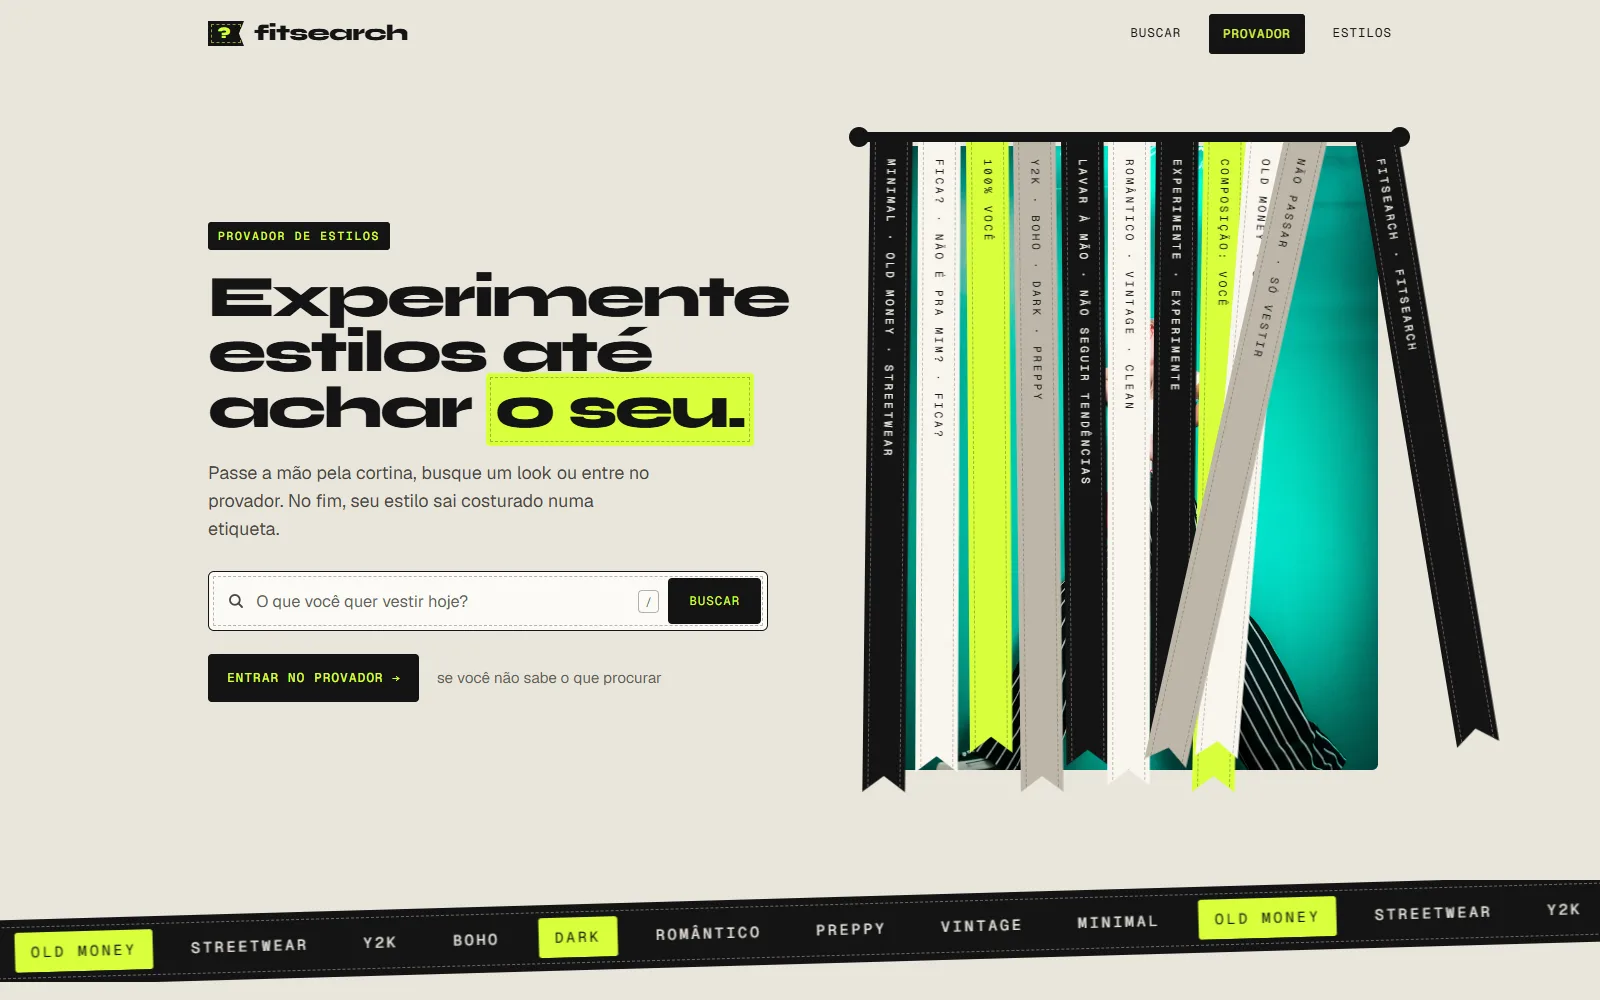 ? fitsearch
BUSCAR
PROVADOR
ESTILOS
PROVADOR DE ESTILOS
Experimente
estilos até
achar o seu.
Passe a mão pela cortina, busque um look ou entre no
provador. No fim, seu estilo sai costurado numa
etiqueta.
O que você quer vestir hoje?
/
BUSCAR
ENTRAR NO PROVADOR →
se você não sabe o que procurar
MINIMAL · OLD MONEY · STREETWEAR
FICA? · NÃO É PRA MIM? · FICA?
100% VOCÊ
Y2K · BOHO · DARK · PREPPY
LAVAR À MÃO · NÃO SEGUIR TENDÊNCIAS
ROMÂNTICO · VINTAGE · CLEAN
EXPERIMENTE · EXPERIMENTE
COMPOSIÇÃO: VOCÊ
OLD MONEY ·
NÃO PASSAR · SÓ VESTIR
FITSEARCH · FITSEARCH
OLD MONEY STREETWEAR Y2K BOHO DARK ROMÂNTICO PREPPY VINTAGE MINIMAL OLD MONEY STREETWEAR Y2K